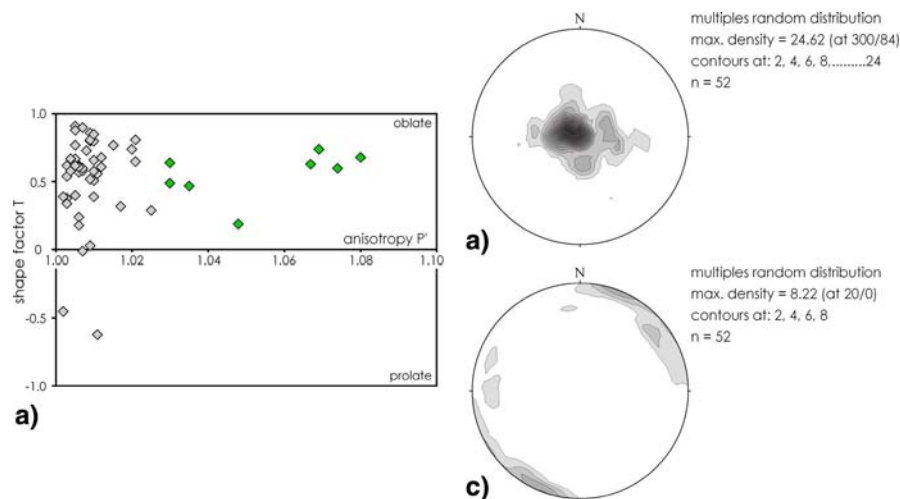 1.0
oblate
0.5
shape factor T
anisotropy P'
0
1.00
1.02
1.04
1.06
1.08
1.10
-0.5
-1.0
prolate
a)
N
multiples random distribution
max. density = 24.62 (at 300/84)
contours at: 2, 4, 6, 8..........24
n = 52
a)
N
multiples random distribution
max. density = 8.22 (at 20/0)
contours at: 2, 4, 6, 8
n = 52
c)